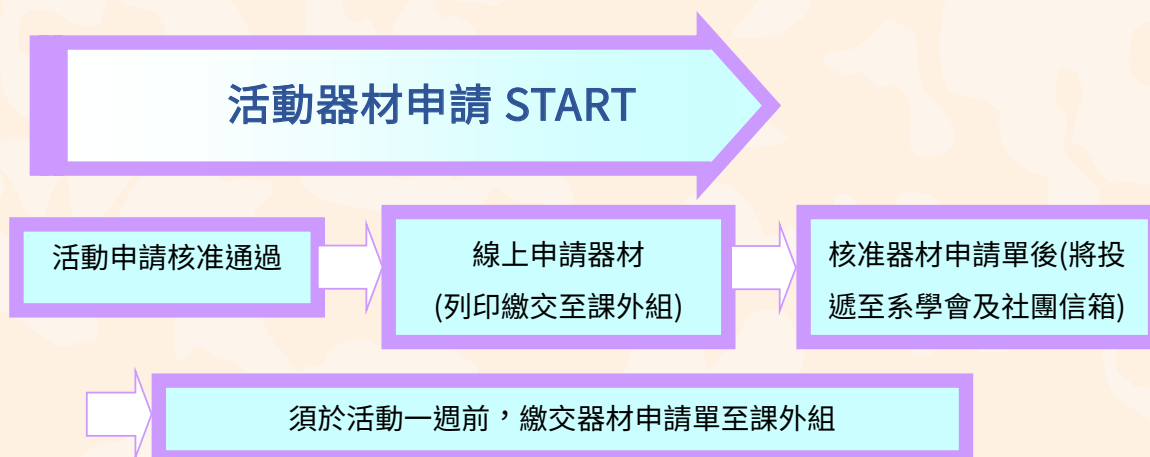 活動器材申請 START
活動申請核准通過
線上申請器材
(列印繳交至課外組)
核准器材申請單後(將投
遞至系學會及社團信箱)
須於活動一週前，繳交器材申請單至課外組